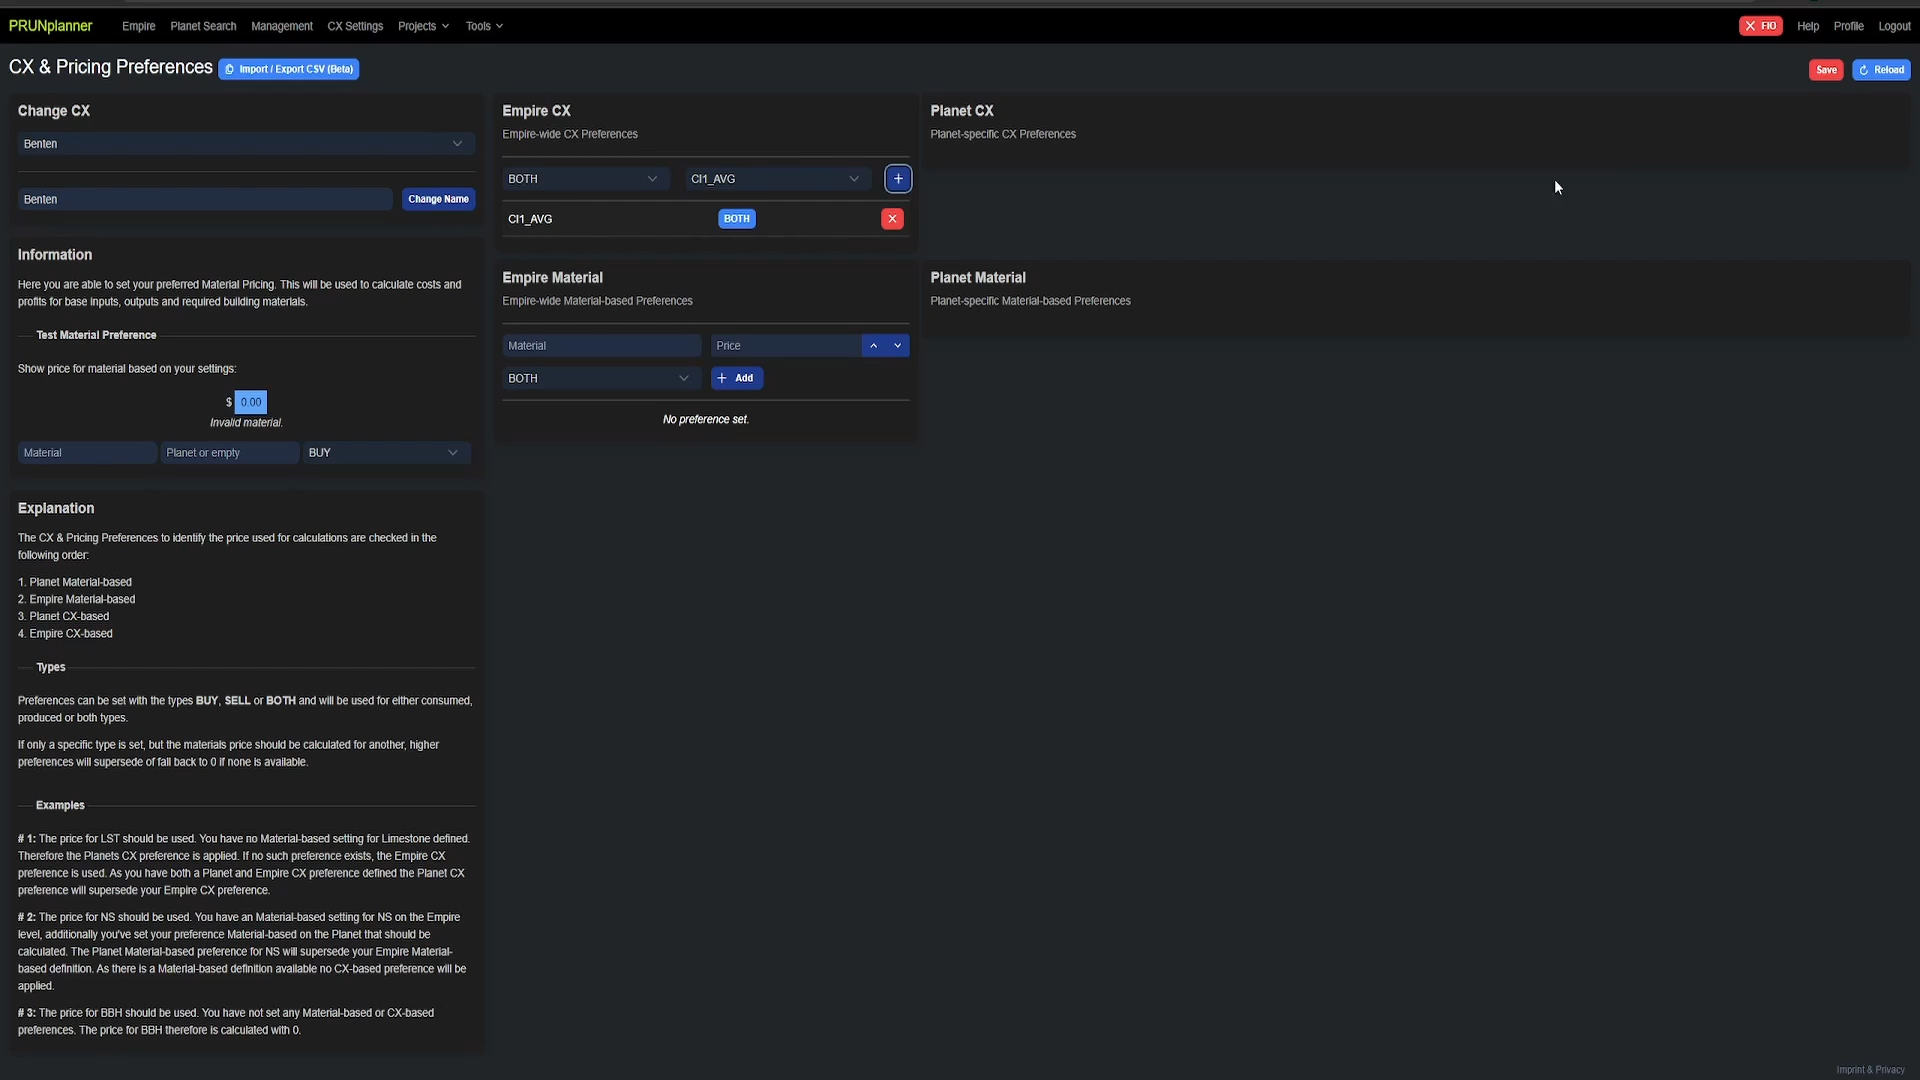 PRUNplanner
Empire
Planet Search
Management
CX Settings
Projects
Tools
FIO
Help
Profile
Logout
CX & Pricing Preferences
Import / Export CSV (Beta)
Save
Reload
Change CX
Benten
Benten
Change Name
Information
Here you are able to set your preferred Material Pricing. This will be used to calculate costs and
profits for base inputs, outputs and required building materials.
Test Material Preference
Show price for material based on your settings:
$ 0.00
Invalid material.
Material
Planet or empty
BUY
Explanation
The CX & Pricing Preferences to identify the price used for calculations are checked in the
following order:
1. Planet Material-based
2. Empire Material-based
3. Planet CX-based
4. Empire CX-based
Types
Preferences can be set with the types BUY, SELL or BOTH and will be used for either consumed,
produced or both types.
If only a specific type is set, but the materials price should be calculated for another, higher
preferences will supersede of fall back to 0 if none is available.
Examples
# 1: The price for LST should be used. You have no Material-based setting for Limestone defined.
Therefore the Planets CX preference is applied. If no such preference exists, the Empire CX
preference is used. As you have both a Planet and Empire CX preference defined the Planet CX
preference will supersede your Empire CX preference.
# 2: The price for NS should be used. You have an Material-based setting for NS on the Empire
level, additionally you've set your preference Material-based on the Planet that should be
calculated. The Planet Material-based preference for NS will supersede your Empire Material-
based definition. As there is a Material-based definition available no CX-based preference will be
applied.
# 3: The price for BBH should be used. You have not set any Material-based or CX-based
preferences. The price for BBH therefore is calculated with 0.
Empire CX
Empire-wide CX Preferences
BOTH
CI1_AVG
+
CI1_AVG
BOTH
Empire Material
Empire-wide Material-based Preferences
Material
Price
BOTH
+ Add
No preference set.
Planet CX
Planet-specific CX Preferences
Planet Material
Planet-specific Material-based Preferences
Imprint & Privacy